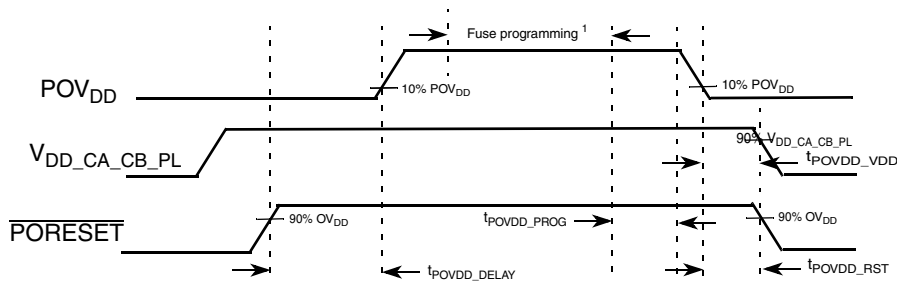 Fuse programming 1
POVDD
10% POVDD
10% POVDD
VDD_CA_CB_PL
90% VDD_CA_CB_PL
tPOVDD_VDD
PORESET
90% OVDD
tPOVDD_PROG
90% OVDD
tPOVDD_DELAY
tPOVDD_RST